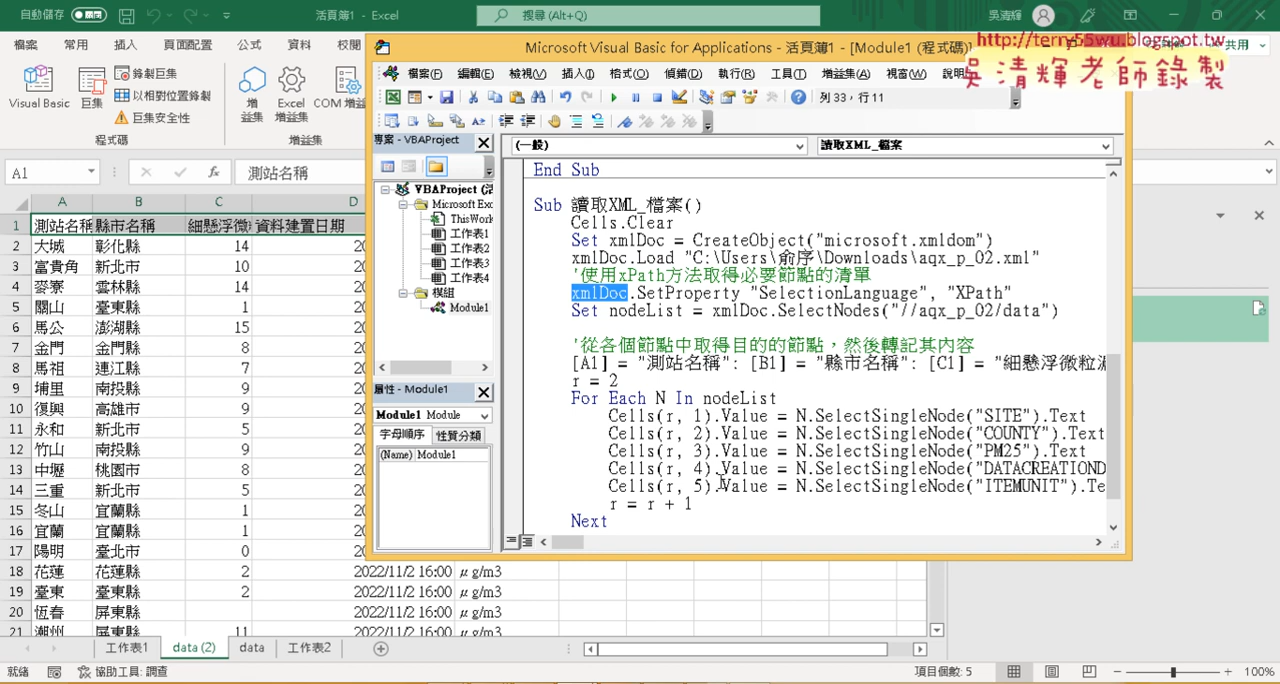 自動儲存
活頁簿1 - Excel
搜尋 (Alt+Q)
吳清輝
檔案 常用 插入 頁面配置 公式 資料 校閱
共用
http://terry55wu.blogspot.tw
吳清輝老師錄製
Visual Basic
巨集
錄製巨集
以相對位置錄製
巨集安全性
程式碼
增益集
Excel 增益集
COM 增益
增益集
A1
測站名稱
A B C D
1 測站名稱 縣市名稱 細懸浮微 資料建置日期
2 大城 彰化縣 14 20
3 富貴角 新北市 10 20
4 麥寮 雲林縣 14 20
5 關山 臺東縣 1 20
6 馬公 澎湖縣 15 20
7 金門 金門縣 8 20
8 馬祖 連江縣 7 20
9 埔里 南投縣 9 20
10 復興 高雄市 9 20
11 永和 新北市 5 20
12 竹山 南投縣 9 20
13 中壢 桃園市 8 20
14 三重 新北市 5 20
15 冬山 宜蘭縣 1 20
16 宜蘭 宜蘭縣 1 20
17 陽明 臺北市 0 20
18 花蓮 花蓮縣 2 2022/11/2 16:00 μg/m3
19 臺東 臺東縣 2 2022/11/2 16:00 μg/m3
20 恆春 屏東縣 2022/11/2 16:00 μg/m3
21 潮州 屏東縣 11 2022/11/2 16:00 μg/m3
工作表1 data (2) data 工作表2
就緒 協助工具: 調查
項目個數: 5
100%
Microsoft Visual Basic for Applications - 活頁簿1 - [Module1 (程式碼)]
檔案(F) 編輯(E) 檢視(V) 插入(I) 格式(O) 偵錯(D) 執行(R) 工具(T) 增益集(A) 視窗(W) 說明
列 33，行 11
專案 - VBAProject
VBAProject (活
Microsoft Exc
ThisWork
工作表1
工作表2
工作表3
工作表4
模組
Module1
屬性 - Module1
Module1 Module
字母順序 性質分類
(Name) Module1
(一般)
讀取XML_檔案
End Sub
Sub 讀取XML_檔案()
Cells.Clear
Set xmlDoc = CreateObject("microsoft.xmldom")
xmlDoc.Load "C:\Users\俞序\Downloads\aqx_p_02.xml"
'使用xPath方法取得必要節點的清單
xmlDoc.SetProperty "SelectionLanguage", "XPath"
Set nodeList = xmlDoc.SelectNodes("//aqx_p_02/data")
'從各個節點中取得目的的節點，然後轉記其內容
[A1] = "測站名稱": [B1] = "縣市名稱": [C1] = "細懸浮微粒濃
r = 2
For Each N In nodeList
Cells(r, 1).Value = N.SelectSingleNode("SITE").Text
Cells(r, 2).Value = N.SelectSingleNode("COUNTY").Text
Cells(r, 3).Value = N.SelectSingleNode("PM25").Text
Cells(r, 4).Value = N.SelectSingleNode("DATACREATIOND
Cells(r, 5).Value = N.SelectSingleNode("ITEMUNIT").Te
r = r + 1
Next